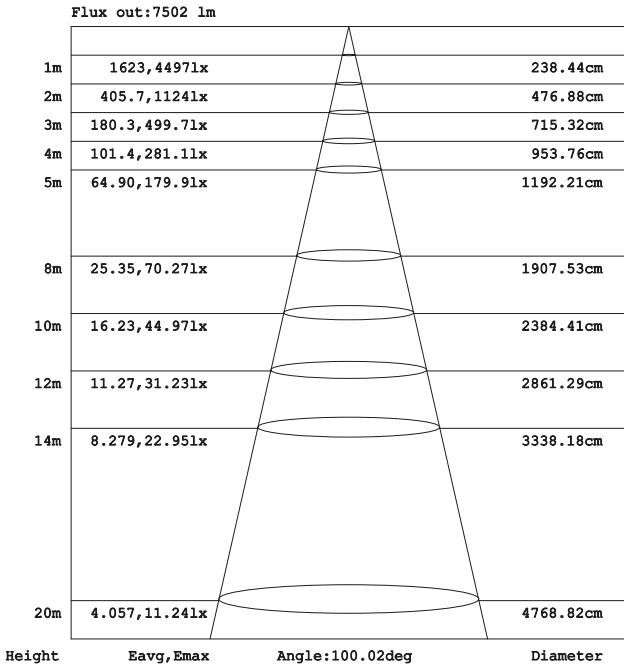 Flux out:7502 lm
1m 1623,4497lx 238.44cm
2m 405.7,1124lx 476.88cm
3m 180.3,499.7lx 715.32cm
4m 101.4,281.1lx 953.76cm
5m 64.90,179.9lx 1192.21cm
8m 25.35,70.27lx 1907.53cm
10m 16.23,44.97lx 2384.41cm
12m 11.27,31.23lx 2861.29cm
14m 8.279,22.95lx 3338.18cm
20m 4.057,11.24lx 4768.82cm
Height Eavg,Emax Angle:100.02deg Diameter